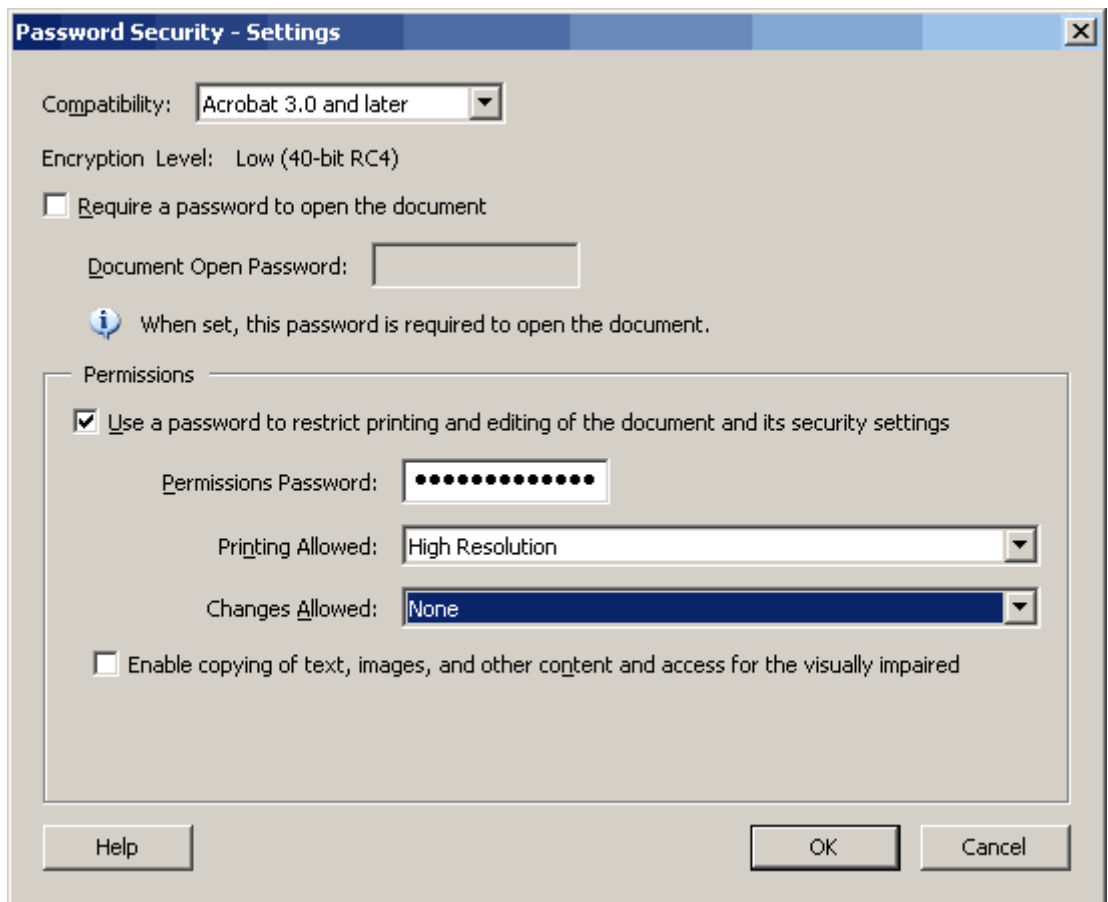 Password Security - Settings
Compatibility: Acrobat 3.0 and later
Encryption Level: Low (40-bit RC4)
Require a password to open the document
Document Open Password:
When set, this password is required to open the document.
Permissions
Use a password to restrict printing and editing of the document and its security settings
Permissions Password: •••••••••••••
Printing Allowed: High Resolution
Changes Allowed: None
Enable copying of text, images, and other content and access for the visually impaired
Help OK Cancel